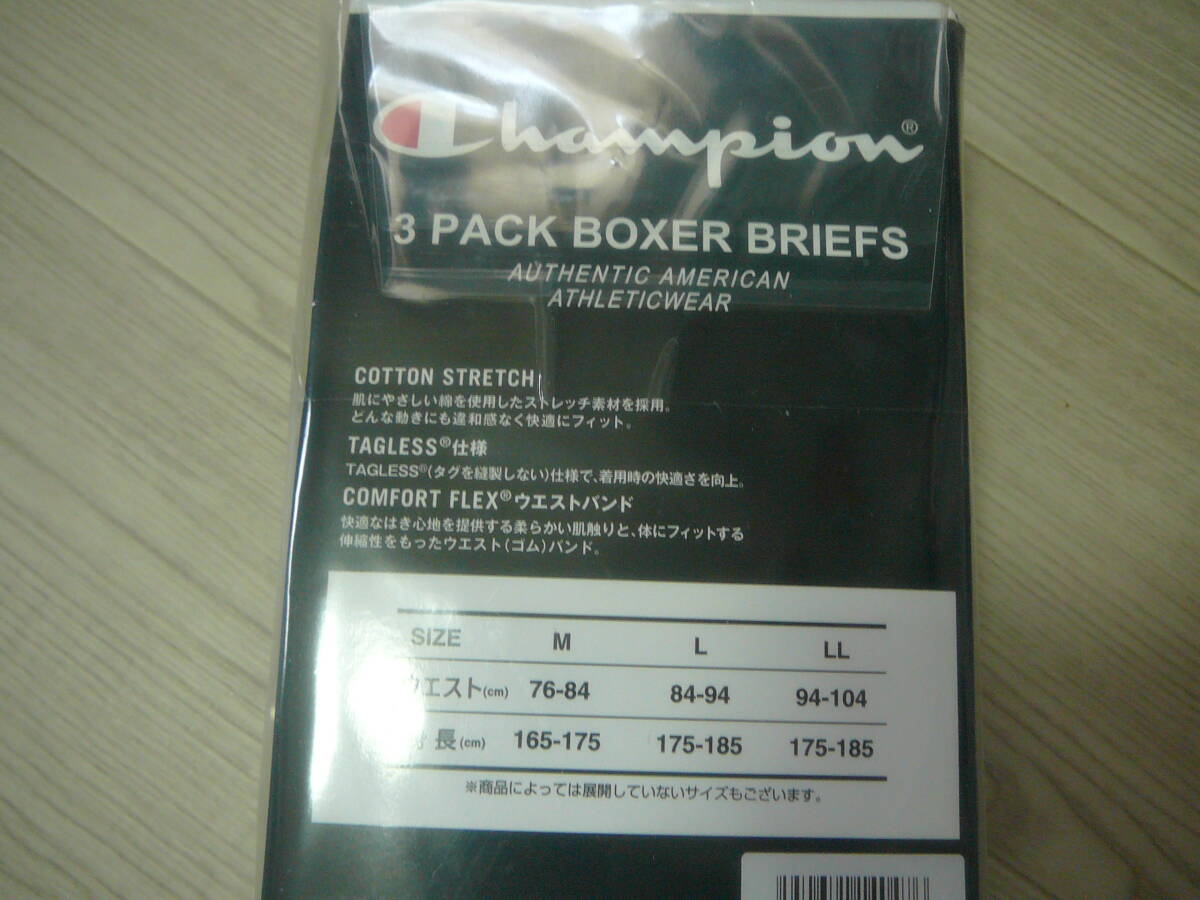 Champion®
3 PACK BOXER BRIEFS
AUTHENTIC AMERICAN
ATHLETICWEAR
COTTON STRETCH
肌にやさしい綿を使用したストレッチ素材を採用。
どんな動きにも違和感なく快適にフィット。
TAGLESS®仕様
TAGLESS®(タグを縫製しない)仕様で、着用時の快適さを向上。
COMFORT FLEX®ウエストバンド
快適なはき心地を提供する柔らかい肌触りと、体にフィットする
伸縮性をもったウエスト(ゴム)バンド。
SIZE M L LL
ウエスト(cm) 76-84 84-94 94-104
身長(cm) 165-175 175-185 175-185
※商品によっては展開していないサイズもございます。